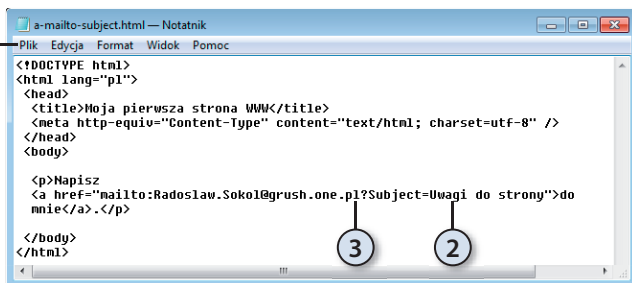 a-mailto-subject.html — Notatnik
Plik Edycja Format Widok Pomoc
<!DOCTYPE html>
<html lang="pl">
<head>
<title>Moja pierwsza strona WWW</title>
<meta http-equiv="Content-Type" content="text/html; charset=utf-8" />
</head>
<body>
<p>Napisz
<a href="mailto:Radoslaw.Sokol@grush.one.pl?Subject=Uwagi do strony">do
mnie</a>.</p>
</body>
</html>
3 2